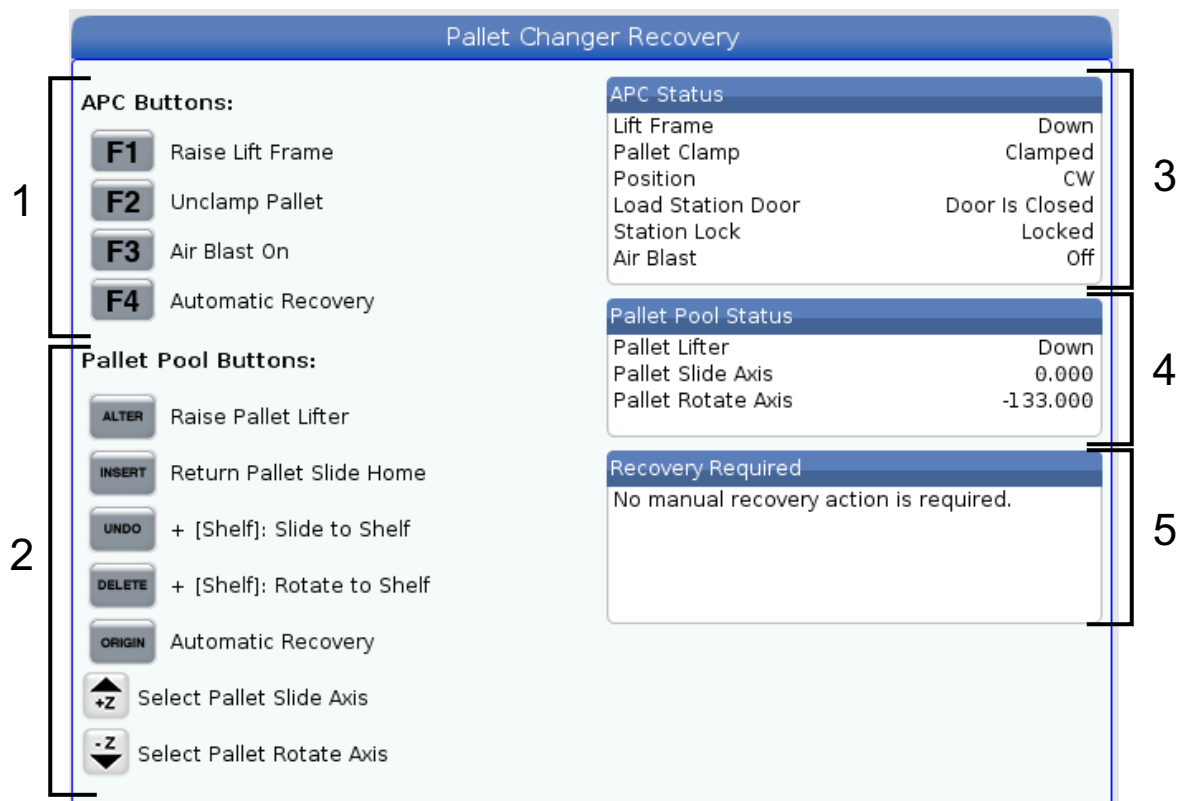 Pallet Changer Recovery
1
APC Buttons:
F1 Raise Lift Frame
F2 Unclamp Pallet
F3 Air Blast On
F4 Automatic Recovery
2
Pallet Pool Buttons:
ALTER Raise Pallet Lifter
INSERT Return Pallet Slide Home
UNDO + [Shelf]: Slide to Shelf
DELETE + [Shelf]: Rotate to Shelf
ORIGIN Automatic Recovery
+Z Select Pallet Slide Axis
-Z Select Pallet Rotate Axis
3
APC Status
Lift Frame Down
Pallet Clamp Clamped
Position CW
Load Station Door Door Is Closed
Station Lock Locked
Air Blast Off
4
Pallet Pool Status
Pallet Lifter Down
Pallet Slide Axis 0.000
Pallet Rotate Axis -133.000
5
Recovery Required
No manual recovery action is required.